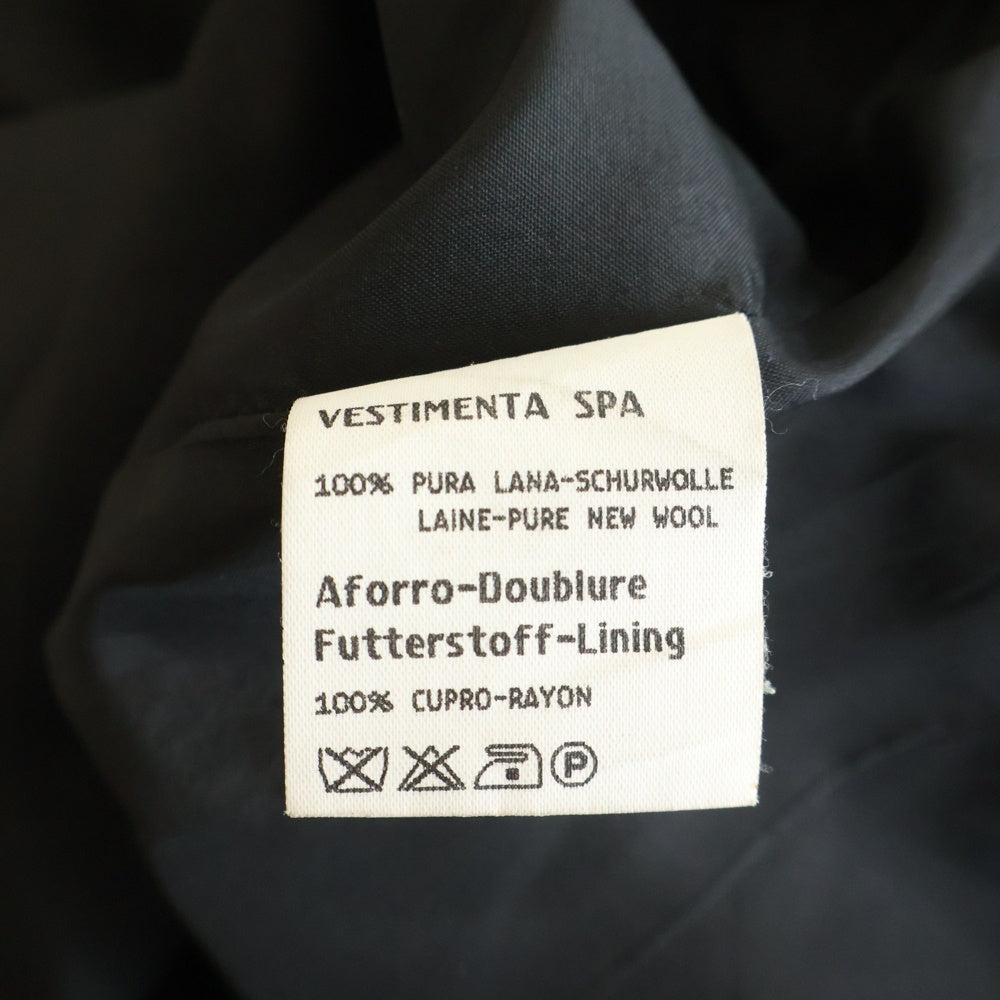 VESTIMENTA SPA
100% PURA LANA-SCHURWOLLE
LAINE-PURE NEW WOOL
Aforro-Doublure
Futterstoff-Lining
100% CUPRO-RAYON
P